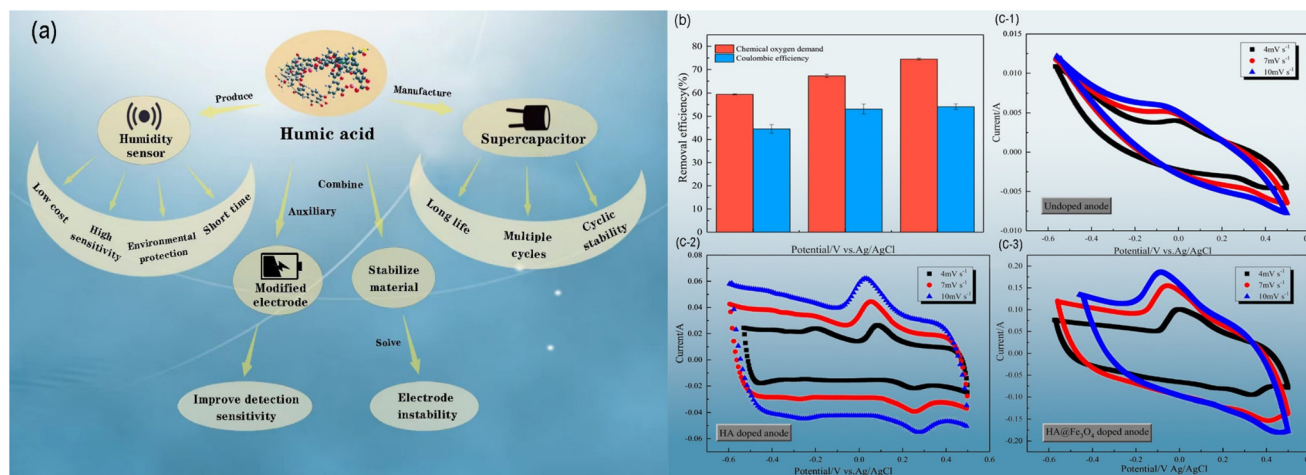 (a)
Produce
Manufacture
Humic acid
Humidity
sensor
Supercapacitor
Low cost
High
sensitivity
Environmental
protection
Short time
Combine
Auxiliary
Long life
Multiple
cycles
Cyclic
stability
Modified
electrode
Stabilize
material
Solve
Improve detection
sensitivity
Electrode
instability
(b)
Chemical oxygen demand
Coulombic efficiency
Removal efficiency(%)
85
80
70
60
50
40
30
20
10
0
Potential/V vs.Ag/AgCl
(C-1)
4mV s⁻¹
7mV s⁻¹
10mV s⁻¹
Current/A
0.015
0.010
0.005
0.000
-0.005
-0.010
Undoped anode
-0.6 -0.4 -0.2 0.0 0.2 0.4 0.6
Potential/V vs.Ag/AgCl
(C-2)
4mV s⁻¹
7mV s⁻¹
10mV s⁻¹
Current/A
0.06
0.04
0.02
0.00
-0.02
-0.04
-0.06
HA doped anode
-0.6 -0.4 -0.2 0.0 0.2 0.4 0.6
Potential/V vs.Ag/AgCl
(C-3)
4mV s⁻¹
7mV s⁻¹
10mV s⁻¹
Current/A
0.20
0.15
0.10
0.05
0.00
-0.05
-0.10
-0.15
-0.20
HA@Fe₃O₄ doped anode
-0.6 -0.4 -0.2 0.0 0.2 0.4
Potential/V Ag/AgCl